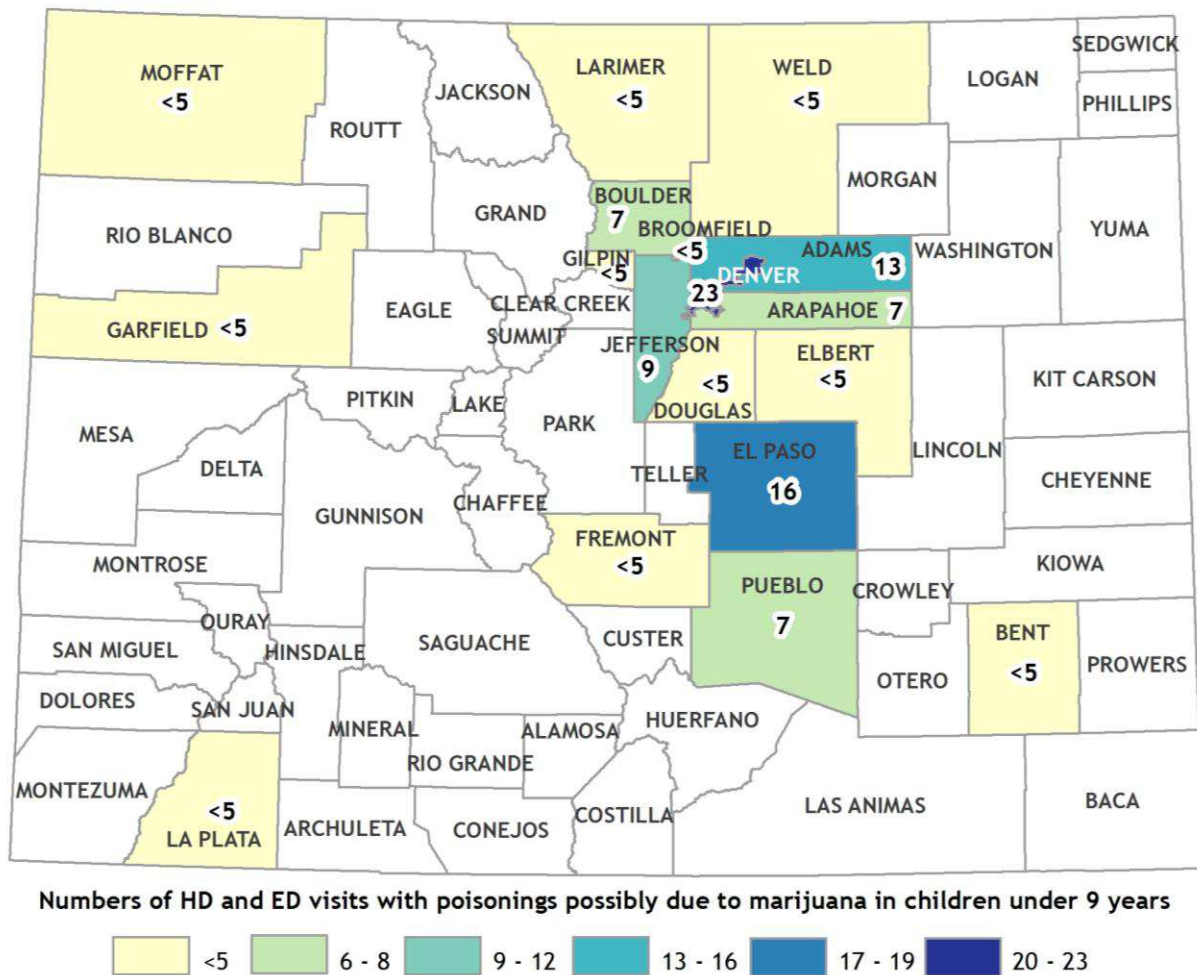 MOFFAT
<5
ROUTT
JACKSON
LARIMER
<5
WELD
<5
LOGAN
SEDGWICK
PHILLIPS
MORGAN
RIO BLANCO
GRAND
BOULDER
7
BROOMFIELD
<5
GILPIN
<5
ADAMS
13
DENVER
23
WASHINGTON
YUMA
GARFIELD
<5
EAGLE
CLEAR CREEK
SUMMIT
JEFFERSON
9
ARAPAHOE
7
<5
DOUGLAS
ELBERT
<5
KIT CARSON
MESA
PITKIN
LAKE
PARK
DELTA
GUNNISON
CHAFFEE
TELLER
EL PASO
16
LINCOLN
CHEYENNE
MONTROSE
FREMONT
<5
KIOWA
OURAY
SAN MIGUEL
HINSDALE
SAGUACHE
CUSTER
PUEBLO
7
CROWLEY
OTERO
BENT
<5
PROWERS
DOLORES
SAN JUAN
MINERAL
RIO GRANDE
ALAMOSA
HUERFANO
MONTEZUMA
<5
LA PLATA
ARCHULETA
CONEJOS
COSTILLA
LAS ANIMAS
BACA
Numbers of HD and ED visits with poisonings possibly due to marijuana in children under 9 years
<5 6 - 8 9 - 12 13 - 16 17 - 19 20 - 23